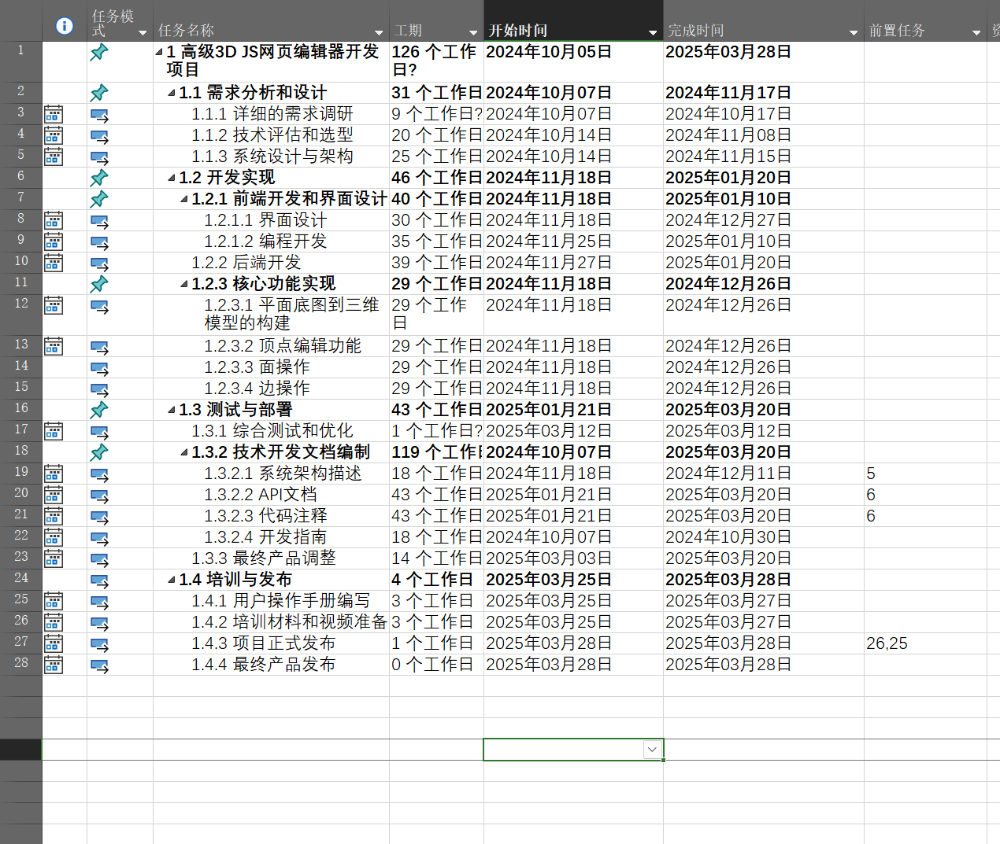 任务模式 任务名称 工期 开始时间 完成时间 前置任务
1 1 高级3D JS网页编辑器开发项目 126 个工作日? 2024年10月05日 2025年03月28日
2 1.1 需求分析和设计 31 个工作日 2024年10月07日 2024年11月17日
3 1.1.1 详细的需求调研 9 个工作日? 2024年10月07日 2024年10月17日
4 1.1.2 技术评估和选型 20 个工作日 2024年10月14日 2024年11月08日
5 1.1.3 系统设计与架构 25 个工作日 2024年10月14日 2024年11月15日
6 1.2 开发实现 46 个工作日 2024年11月18日 2025年01月20日
7 1.2.1 前端开发和界面设计 40 个工作日 2024年11月18日 2025年01月10日
8 1.2.1.1 界面设计 30 个工作日 2024年11月18日 2024年12月27日
9 1.2.1.2 编程开发 35 个工作日 2024年11月25日 2025年01月10日
10 1.2.2 后端开发 39 个工作日 2024年11月27日 2025年01月20日
11 1.2.3 核心功能实现 29 个工作日 2024年11月18日 2024年12月26日
12 1.2.3.1 平面底图到三维模型的构建 29 个工作日 2024年11月18日 2024年12月26日
13 1.2.3.2 顶点编辑功能 29 个工作日 2024年11月18日 2024年12月26日
14 1.2.3.3 面操作 29 个工作日 2024年11月18日 2024年12月26日
15 1.2.3.4 边操作 29 个工作日 2024年11月18日 2024年12月26日
16 1.3 测试与部署 43 个工作日 2025年01月21日 2025年03月20日
17 1.3.1 综合测试和优化 1 个工作日? 2025年03月12日 2025年03月12日
18 1.3.2 技术开发文档编制 119 个工作日 2024年10月07日 2025年03月20日
19 1.3.2.1 系统架构描述 18 个工作日 2024年11月18日 2024年12月11日 5
20 1.3.2.2 API文档 43 个工作日 2025年01月21日 2025年03月20日 6
21 1.3.2.3 代码注释 43 个工作日 2025年01月21日 2025年03月20日 6
22 1.3.2.4 开发指南 18 个工作日 2024年10月07日 2024年10月30日
23 1.3.3 最终产品调整 14 个工作日 2025年03月03日 2025年03月20日
24 1.4 培训与发布 4 个工作日 2025年03月25日 2025年03月28日
25 1.4.1 用户操作手册编写 3 个工作日 2025年03月25日 2025年03月27日
26 1.4.2 培训材料和视频准备 3 个工作日 2025年03月25日 2025年03月27日
27 1.4.3 项目正式发布 1 个工作日 2025年03月28日 2025年03月28日 26,25
28 1.4.4 最终产品发布 0 个工作日 2025年03月28日 2025年03月28日